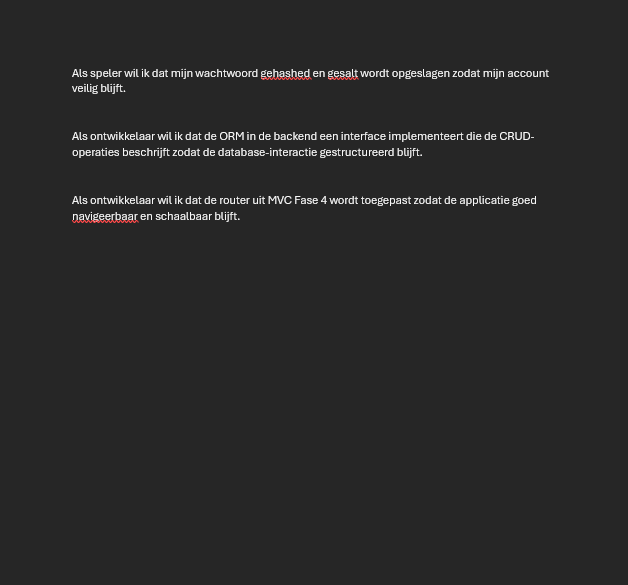 Als speler wil ik dat mijn wachtwoord gehashed en gesalt wordt opgeslagen zodat mijn account
veilig blijft.
Als ontwikkelaar wil ik dat de ORM in de backend een interface implementeert die de CRUD-
operaties beschrijft zodat de database-interactie gestructureerd blijft.
Als ontwikkelaar wil ik dat de router uit MVC Fase 4 wordt toegepast zodat de applicatie goed
navigeerbaar en schaalbaar blijft.